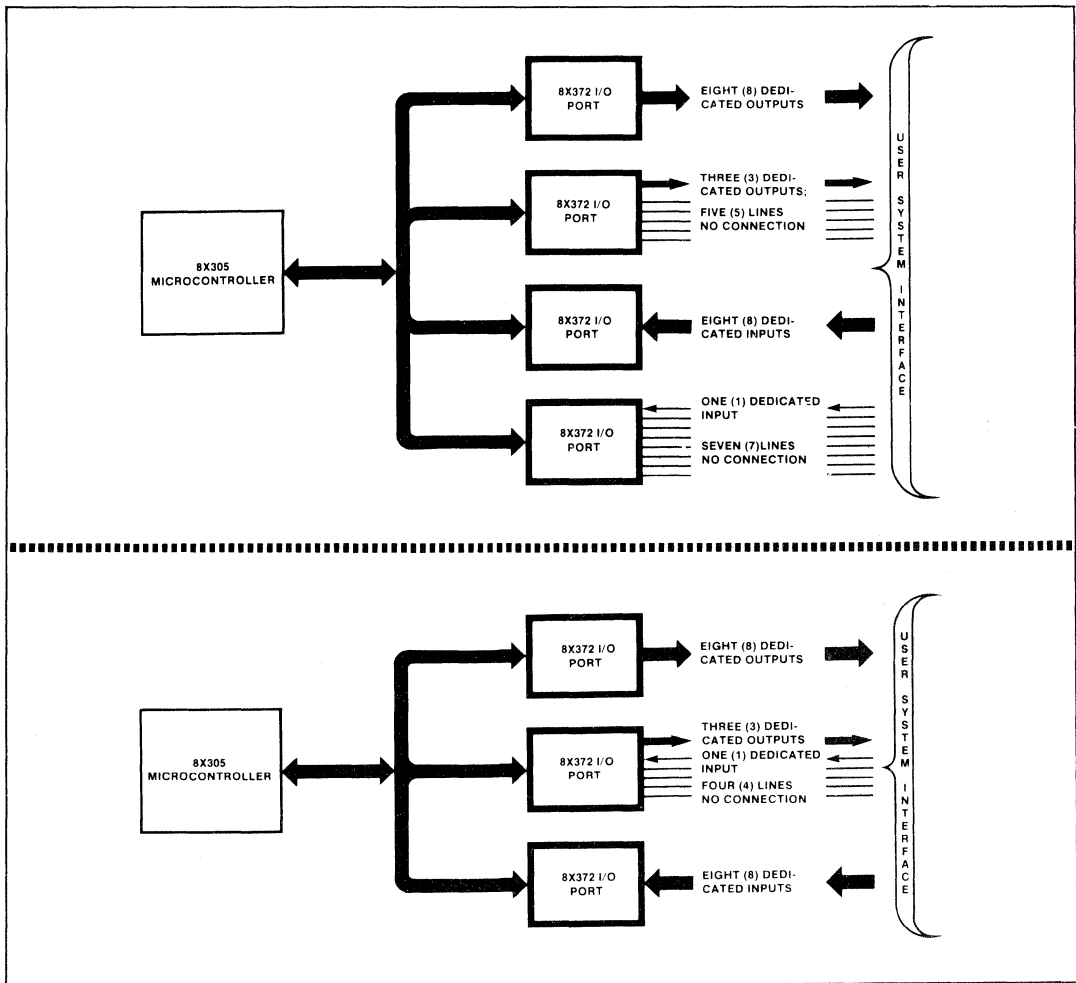 8X305
MICROCONTROLLER
8X372 I/O
PORT
EIGHT (8) DEDI-
CATED OUTPUTS
8X372 I/O
PORT
THREE (3) DEDI-
CATED OUTPUTS;
FIVE (5) LINES
NO CONNECTION
8X372 I/O
PORT
EIGHT (8) DEDI-
CATED INPUTS
8X372 I/O
PORT
ONE (1) DEDICATED
INPUT
SEVEN (7)LINES
NO CONNECTION
USER SYSTEM INTERFACE
8X305
MICROCONTROLLER
8X372 I/O
PORT
EIGHT (8) DEDI-
CATED OUTPUTS
8X372 I/O
PORT
THREE (3) DEDI-
CATED OUTPUTS
ONE (1) DEDICATED
INPUT
FOUR (4) LINES
NO CONNECTION
8X372 I/O
PORT
EIGHT (8) DEDI-
CATED INPUTS
USER SYSTEM INTERFACE